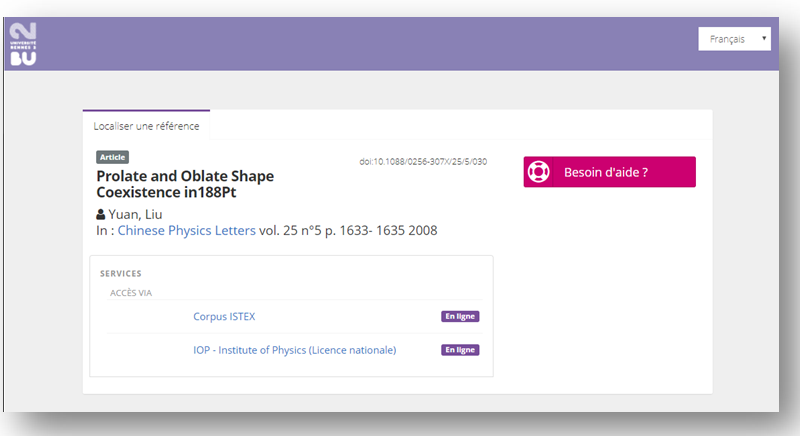 UNIVERSITÉ
RENNES 2
BU
Français
Localiser une référence
Article
doi:10.1088/0256-307X/25/5/030
Besoin d'aide ?
Prolate and Oblate Shape
Coexistence in188Pt
Yuan, Liu
In : Chinese Physics Letters vol. 25 n°5 p. 1633- 1635 2008
SERVICES
ACCÈS VIA
Corpus ISTEX
En ligne
IOP - Institute of Physics (Licence nationale)
En ligne